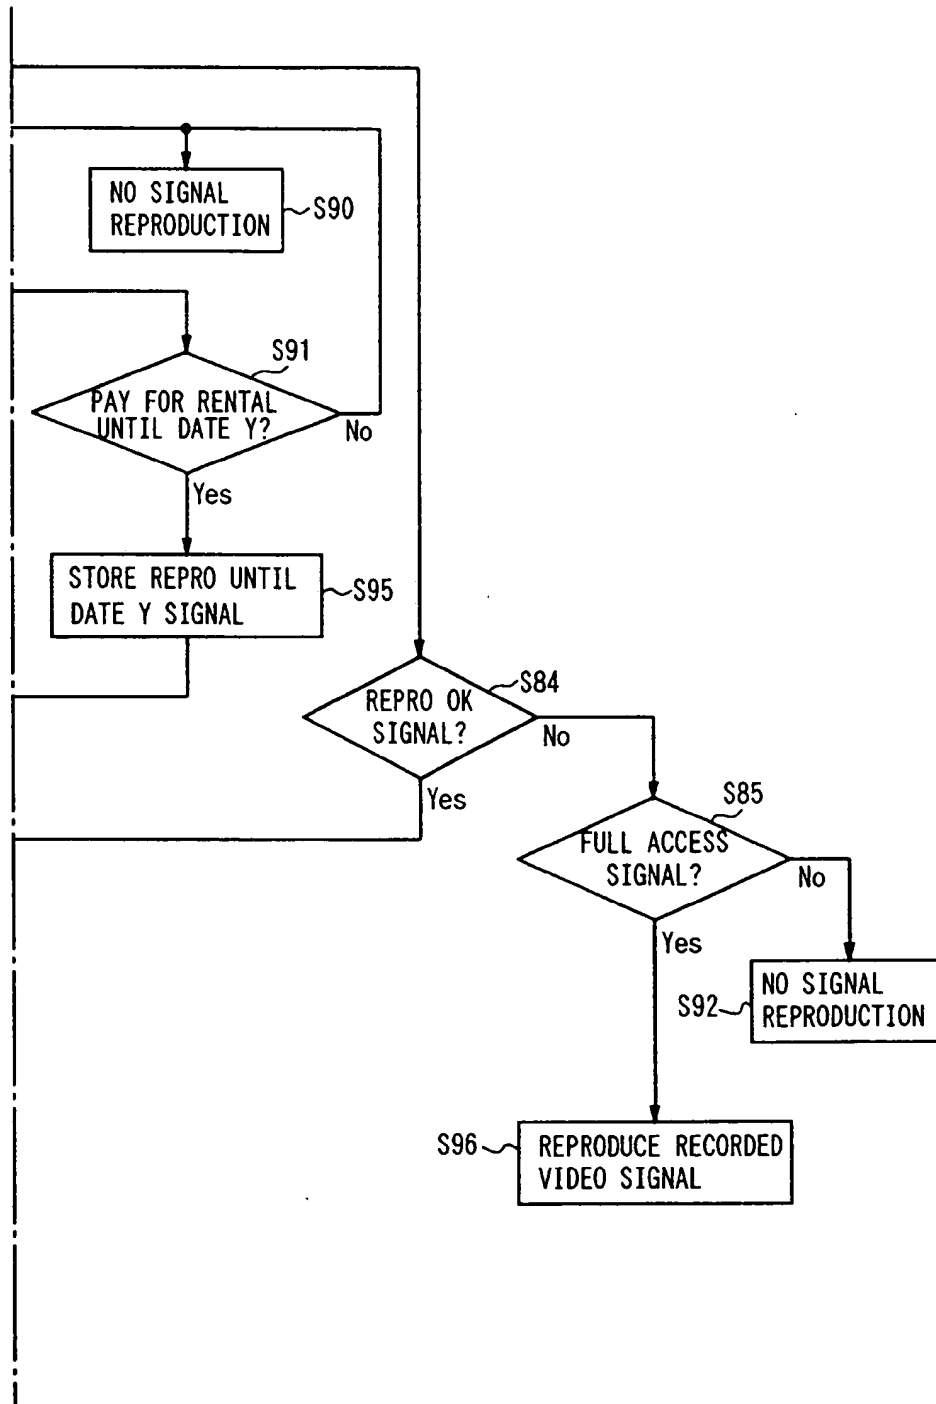 NO SIGNAL
REPRODUCTION
S90
S91
PAY FOR RENTAL
UNTIL DATE Y?
No
Yes
STORE REPRO UNTIL
DATE Y SIGNAL
S95
S84
REPRO OK
SIGNAL?
No
Yes
S85
FULL ACCESS
SIGNAL?
No
Yes
S92
NO SIGNAL
REPRODUCTION
S96
REPRODUCE RECORDED
VIDEO SIGNAL